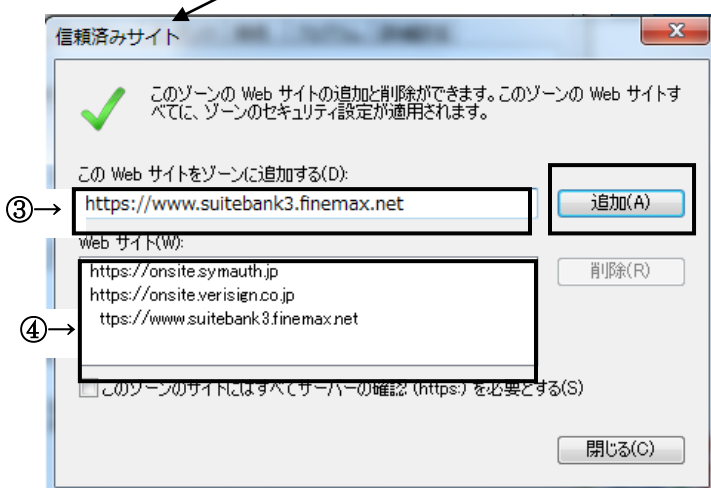 信頼済みサイト
このゾーンの Web サイトの追加と削除ができます。このゾーンの Web サイトす
べてに、ゾーンのセキュリティ設定が適用されます。
この Web サイトをゾーンに追加する(D):
③→
https://www.suitebank3.finemax.net
追加(A)
Web サイト(W):
https://onsite.symauth.jp
削除(R)
https://onsite.verisign.co.jp
④→
ttps://www.suitebank3.finemax.net
このゾーンのサイトにはすべてサーバーの確認 (https:) を必要とする(S)
閉じる(C)